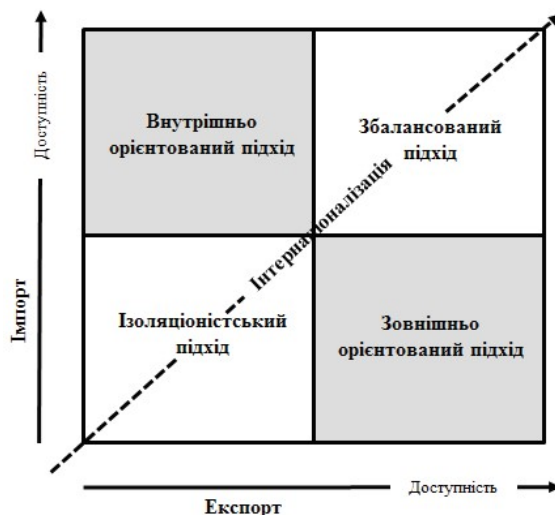 Доступність
Імпорт
Внутрішньо
орієнтований підхід
Збалансований
підхід
Інтернаціоналізація
Ізоляціоністський
підхід
Зовнішньо
орієнтований підхід
Доступність
Експорт